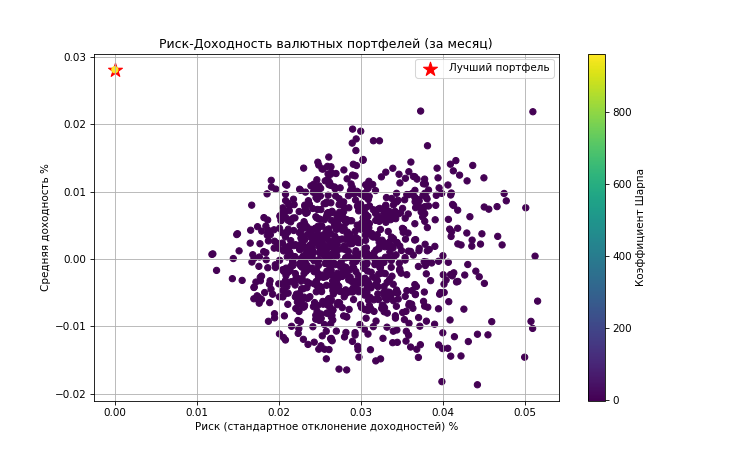 Риск-Доходность валютных портфелей (за месяц)
Лучший портфель
Средняя доходность %
0.03
0.02
0.01
0.00
−0.01
−0.02
0.00 0.01 0.02 0.03 0.04 0.05
Риск (стандартное отклонение доходностей) %
800
600
400
200
0
Коэффициент Шарпа